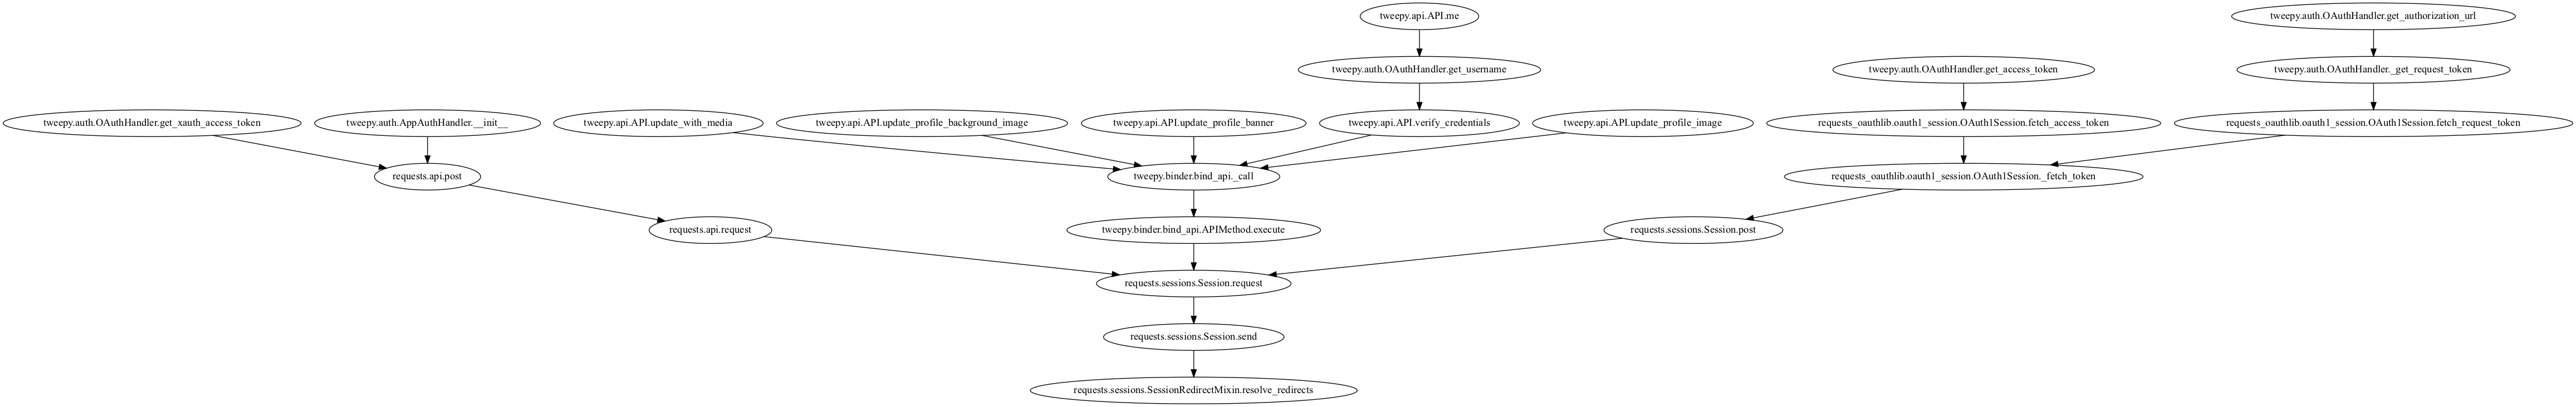 tweepy.api.API.me
tweepy.auth.OAuthHandler.get_authorization_url
tweepy.auth.OAuthHandler.get_username
tweepy.auth.OAuthHandler.get_access_token
tweepy.auth.OAuthHandler._get_request_token
tweepy.auth.OAuthHandler.get_xauth_access_token
tweepy.auth.AppAuthHandler.__init__
tweepy.api.API.update_with_media
tweepy.api.API.update_profile_background_image
tweepy.api.API.update_profile_banner
tweepy.api.API.verify_credentials
tweepy.api.API.update_profile_image
requests_oauthlib.oauth1_session.OAuth1Session.fetch_access_token
requests_oauthlib.oauth1_session.OAuth1Session.fetch_request_token
requests.api.post
tweepy.binder.bind_api._call
requests_oauthlib.oauth1_session.OAuth1Session._fetch_token
requests.api.request
tweepy.binder.bind_api.APIMethod.execute
requests.sessions.Session.post
requests.sessions.Session.request
requests.sessions.Session.send
requests.sessions.SessionRedirectMixin.resolve_redirects